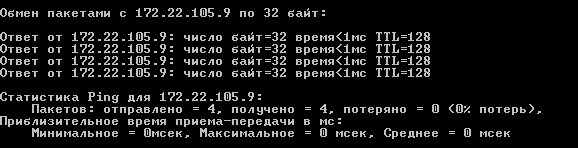 Обмен пакетами с 172.22.105.9 по 32 байт:
Ответ от 172.22.105.9: число байт=32 время<1мс TTL=128
Ответ от 172.22.105.9: число байт=32 время<1мс TTL=128
Ответ от 172.22.105.9: число байт=32 время<1мс TTL=128
Ответ от 172.22.105.9: число байт=32 время<1мс TTL=128
Статистика Ping для 172.22.105.9:
Пакетов: отправлено = 4, получено = 4, потеряно = 0 (0% потерь),
Приблизительное время приема-передачи в мс:
Минимальное = 0мсек, Максимальное = 0 мсек, Среднее = 0 мсек